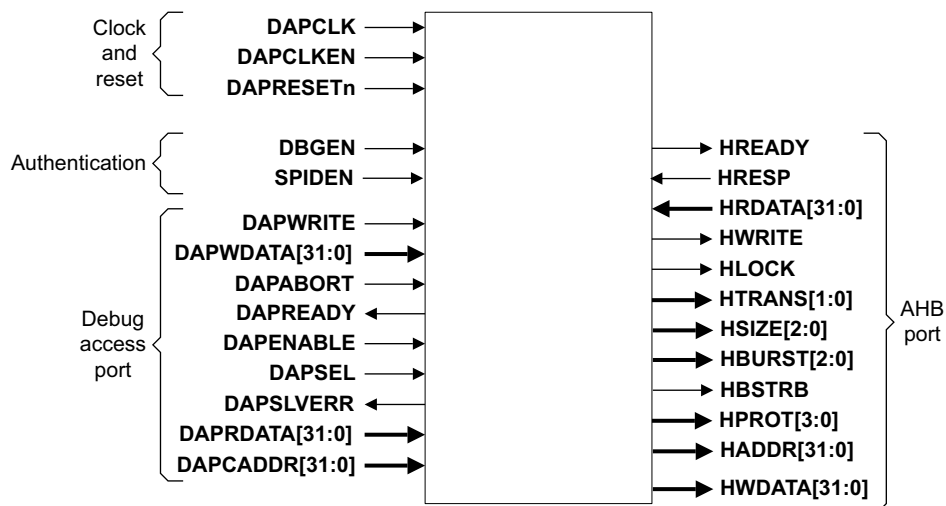 Clock
and
reset
DAPCLK
DAPCLKEN
DAPRESETn
Authentication
DBGEN
SPIDEN
Debug
access
port
DAPWRITE
DAPWDATA[31:0]
DAPABORT
DAPREADY
DAPENABLE
DAPSEL
DAPSLVERR
DAPRDATA[31:0]
DAPCADDR[31:0]
HREADY
HRESP
HRDATA[31:0]
HWRITE
HLOCK
HTRANS[1:0]
HSIZE[2:0]
HBURST[2:0]
HBSTRB
HPROT[3:0]
HADDR[31:0]
HWDATA[31:0]
AHB
port